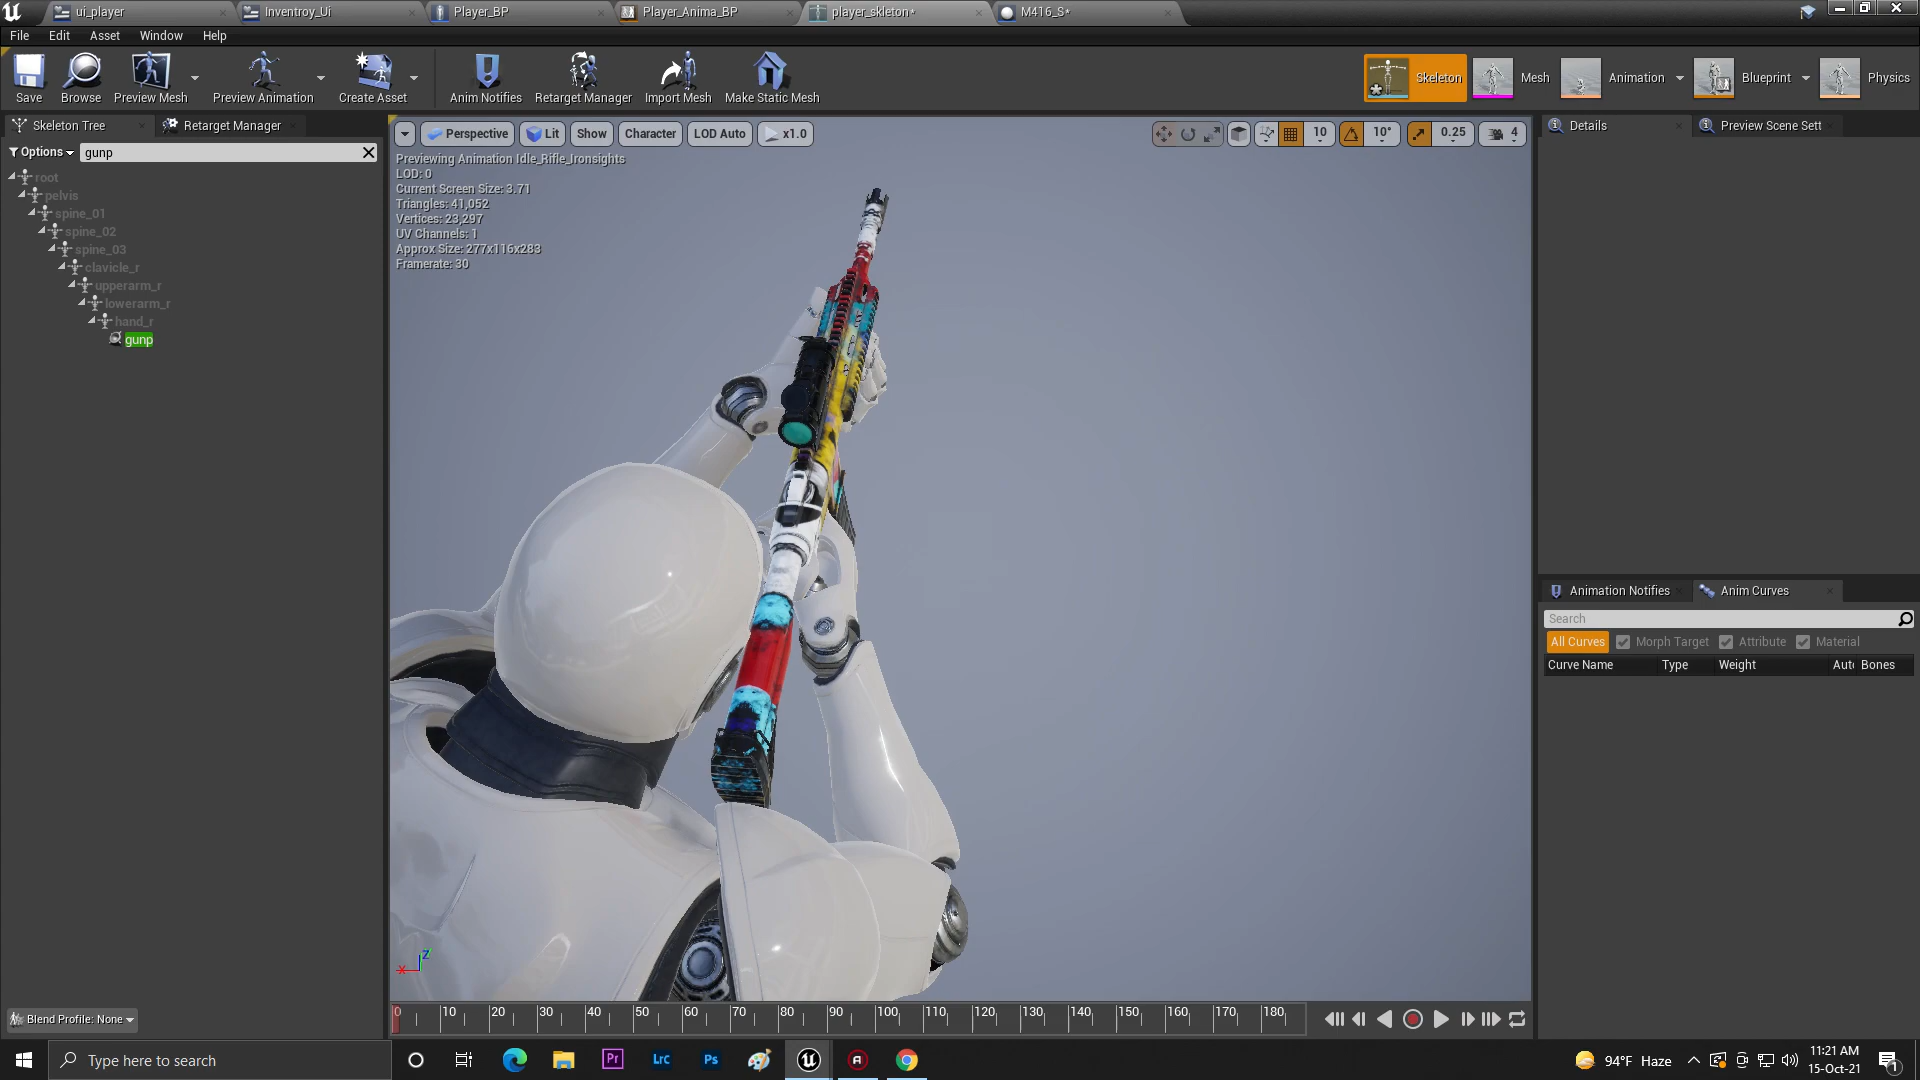 ui_player
Inventroy_Ui
Player_BP
Player_Anima_BP
player_skleton*
M416_S*
File Edit Asset Window Help
Save
Browse
Preview Mesh
Preview Animation
Create Asset
Anim Notifies
Retarget Manager
Import Mesh
Make Static Mesh
Skeleton
Mesh
Animation
Blueprint
Physics
Skeleton Tree
Retarget Manager
Options
gunp
root
pelvis
spine_01
spine_02
spine_03
clavicle_r
upperarm_r
lowerarm_r
hand_r
gunp
Blend Profile: None
Perspective
Lit
Show
Character
LOD Auto
x1.0
10
10°
0.25
4
Previewing Animation Idle_Rifle_Ironsights
LOD: 0
Current Screen Size: 3.71
Triangles: 41,052
Vertices: 23,297
UV Channels: 1
Approx Size: 277x116x283
Framerate: 30
X
Z
0 10 20 30 40 50 60 70 80 90 100 110 120 130 140 150 160 170 180
Details
Preview Scene Sett
Animation Notifies
Anim Curves
Search
All Curves
Morph Target
Attribute
Material
Curve Name Type Weight Aut Bones
Type here to search
Pr
Lrc
Ps
94°F Haze
11:21 AM
15-Oct-21
1